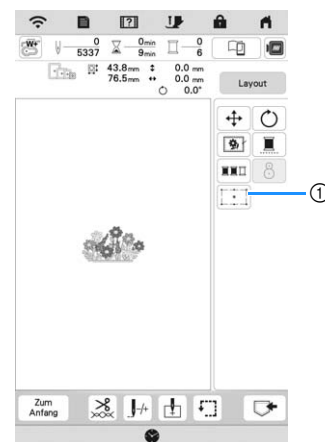 W+ 0 0min 0
5337 9min 6
43.8mm 0.0 mm
76.5mm 0.0 mm
0.0°
Layout
①
Zum
Anfang